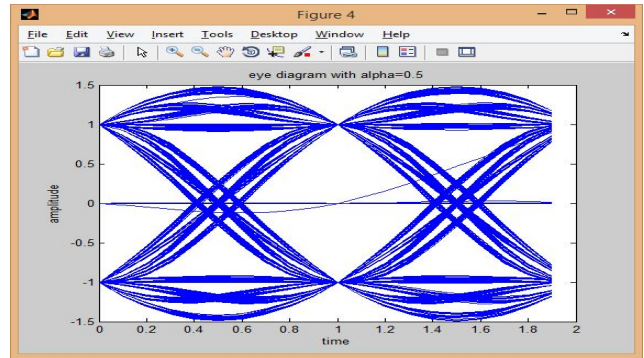 Figure 4
File Edit View Insert Tools Desktop Window Help
eye diagram with alpha=0.5
1.5
1
0.5
0
-0.5
-1
-1.5
amplitude
0 0.2 0.4 0.6 0.8 1 1.2 1.4 1.6 1.8 2
time